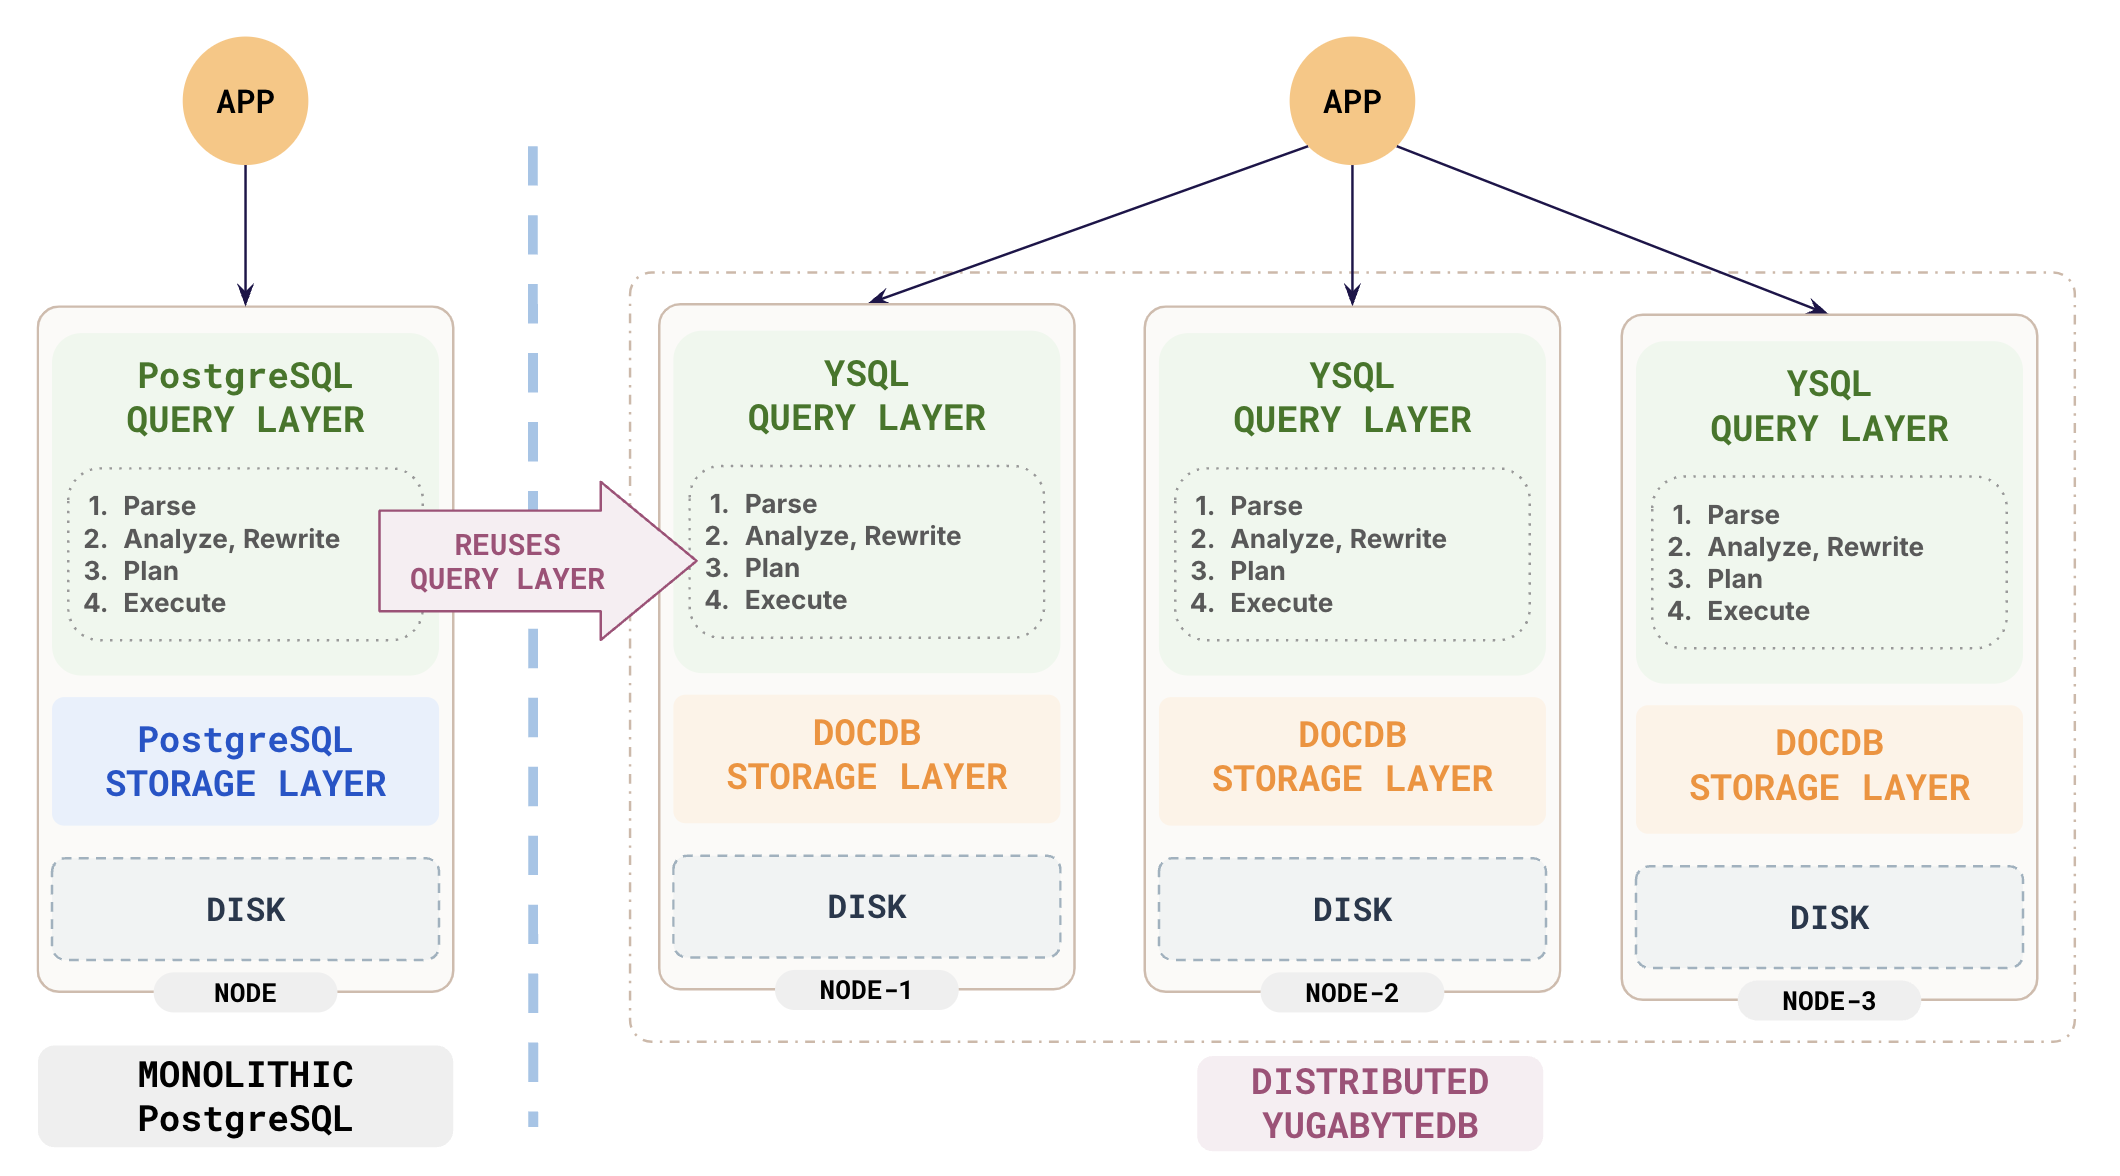 APP
PostgreSQL
QUERY LAYER
1. Parse
2. Analyze, Rewrite
3. Plan
4. Execute
PostgreSQL
STORAGE LAYER
DISK
NODE
MONOLITHIC
PostgreSQL
REUSES
QUERY LAYER
APP
YSQL
QUERY LAYER
1. Parse
2. Analyze, Rewrite
3. Plan
4. Execute
DOCDB
STORAGE LAYER
DISK
NODE-1
YSQL
QUERY LAYER
1. Parse
2. Analyze, Rewrite
3. Plan
4. Execute
DOCDB
STORAGE LAYER
DISK
NODE-2
YSQL
QUERY LAYER
1. Parse
2. Analyze, Rewrite
3. Plan
4. Execute
DOCDB
STORAGE LAYER
DISK
NODE-3
DISTRIBUTED
YUGABYTEDB